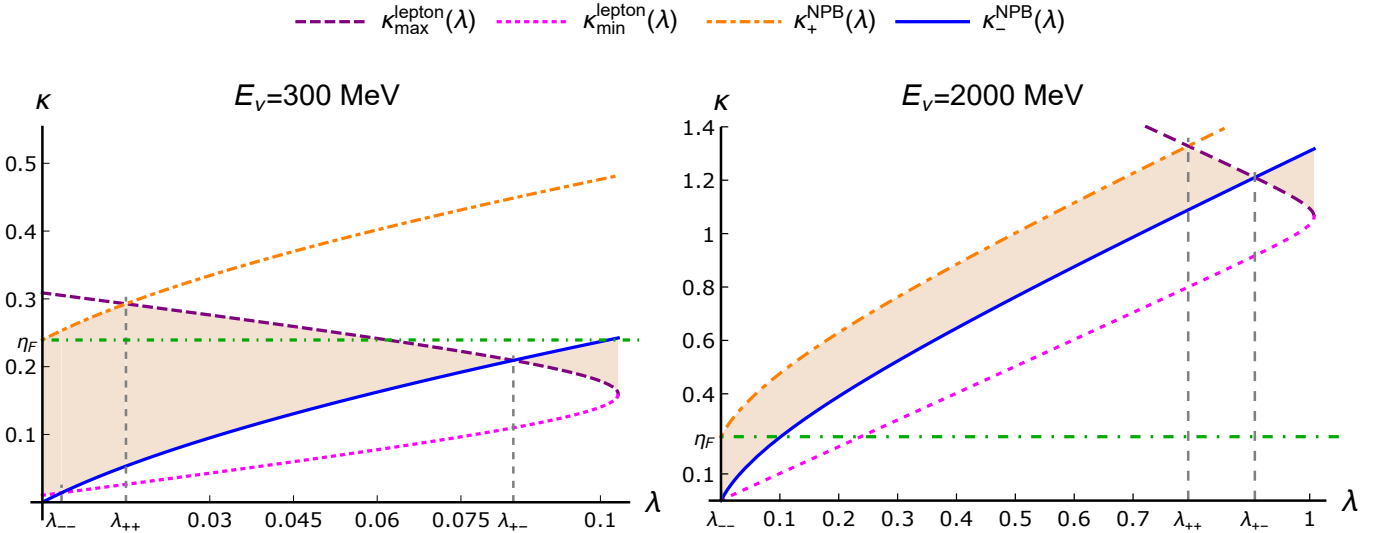 κ_max^lepton(λ) κ_min^lepton(λ) κ_+^NPB(λ) κ_-^NPB(λ)
E_ν=300 MeV
κ
0.5
0.4
0.3
η_F
0.2
0.1
λ_-- λ_++ 0.03 0.045 0.06 0.075 λ_+- 0.1 λ
E_ν=2000 MeV
κ
1.4
1.2
1
0.8
0.6
0.4
η_F
0.1
λ_-- 0.1 0.2 0.3 0.4 0.5 0.6 0.7 λ_++ λ_+- 1 λ